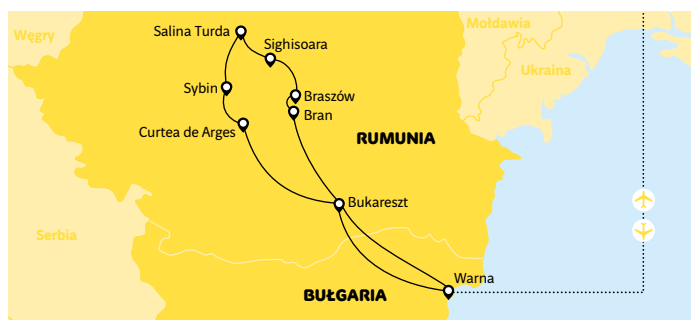 Mołdawia
Salina Turda
Węgry
Sighisoara
Ukraina
Sybin
Braszów
Bran
Curtea de Arges
RUMUNIA
Bukareszt
Serbia
Warna
BUŁGARIA